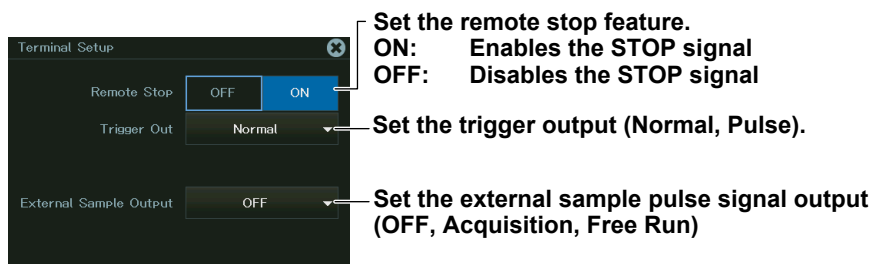 Set the remote stop feature.
Terminal Setup
ON: Enables the STOP signal
OFF: Disables the STOP signal
Remote Stop OFF ON
Trigger Out Normal
Set the trigger output (Normal, Pulse).
External Sample Output OFF
Set the external sample pulse signal output
(OFF, Acquisition, Free Run)